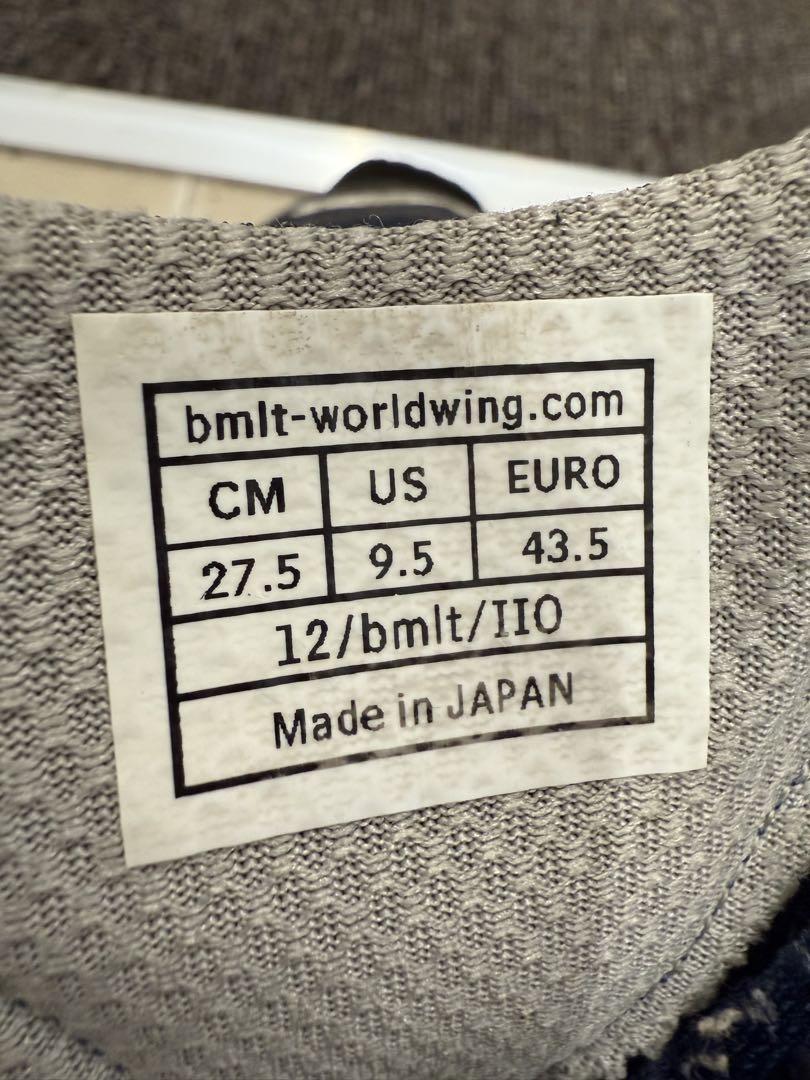 bmlt-worldwing.com
CM US EURO
27.5 9.5 43.5
12/bmlt/IIO
Made in JAPAN